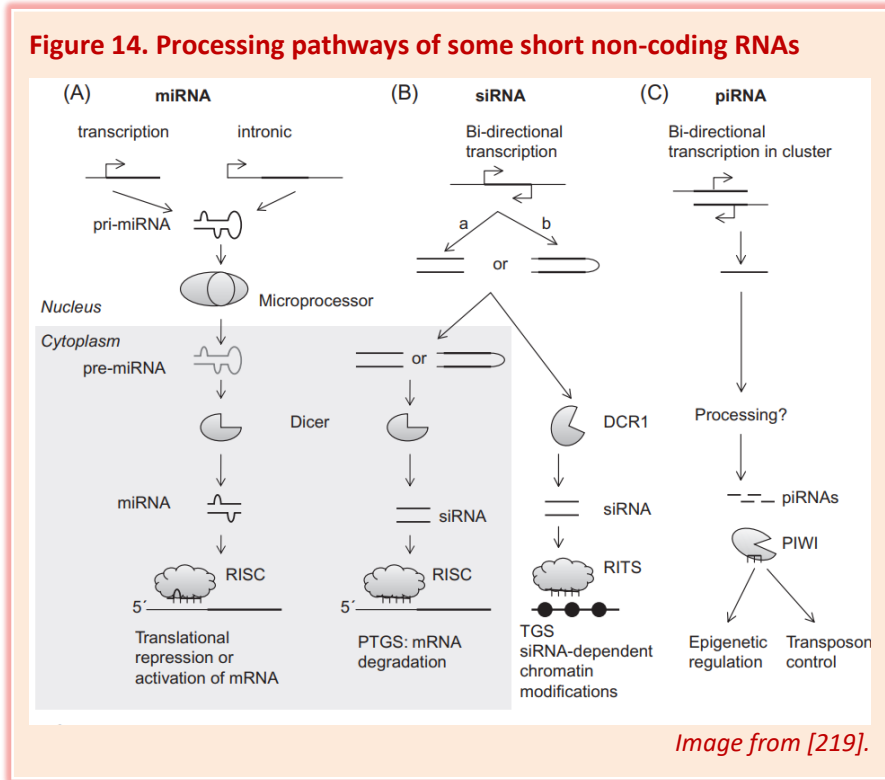 Figure 14. Processing pathways of some short non-coding RNAs
(A)
miRNA
transcription
intronic
pri-miRNA
Microprocessor
Nucleus
Cytoplasm
pre-miRNA
Dicer
miRNA
RISC
5´
Translational
repression or
activation of mRNA
(B)
siRNA
Bi-directional
transcription
a
b
or
or
siRNA
RISC
5´
PTGS: mRNA
degradation
DCR1
siRNA
RITS
TGS
siRNA-dependent
chromatin
modifications
(C)
piRNA
Bi-directional
transcription in cluster
Processing?
piRNAs
PIWI
Epigenetic
regulation
Transposon
control
Image from [219].